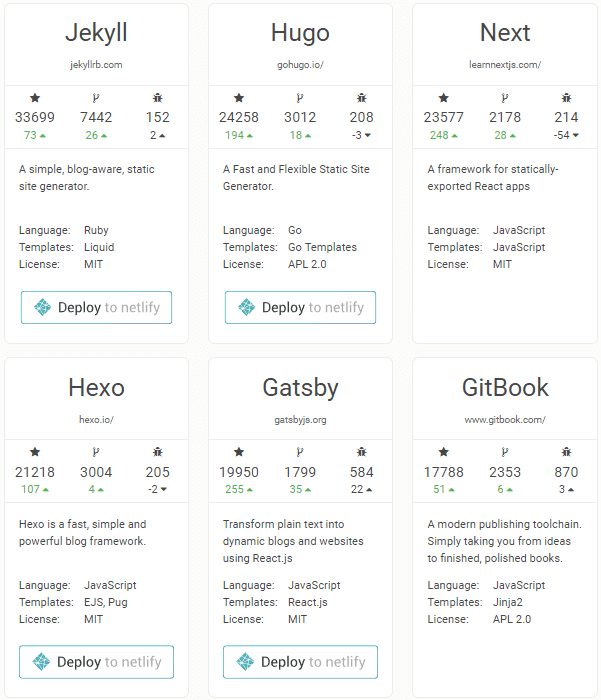 Jekyll
jekyllrb.com
33699 7442 152
73 26 2
A simple, blog-aware, static
site generator.
Language: Ruby
Templates: Liquid
License: MIT
Deploy to netlify
Hugo
gohugo.io/
24258 3012 208
194 18 -3
A Fast and Flexible Static Site
Generator.
Language: Go
Templates: Go Templates
License: APL 2.0
Deploy to netlify
Next
learnnextjs.com/
23577 2178 214
248 28 -54
A framework for statically-
exported React apps
Language: JavaScript
Templates: JavaScript
License: MIT
Hexo
hexo.io/
21218 3004 205
107 4 -2
Hexo is a fast, simple and
powerful blog framework.
Language: JavaScript
Templates: EJS, Pug
License: MIT
Deploy to netlify
Gatsby
gatsbyjs.org
19950 1799 584
255 35 22
Transform plain text into
dynamic blogs and websites
using React.js
Language: JavaScript
Templates: React.js
License: MIT
Deploy to netlify
GitBook
www.gitbook.com/
17788 2353 870
51 6 3
A modern publishing toolchain.
Simply taking you from ideas
to finished, polished books.
Language: JavaScript
Templates: Jinja2
License: APL 2.0